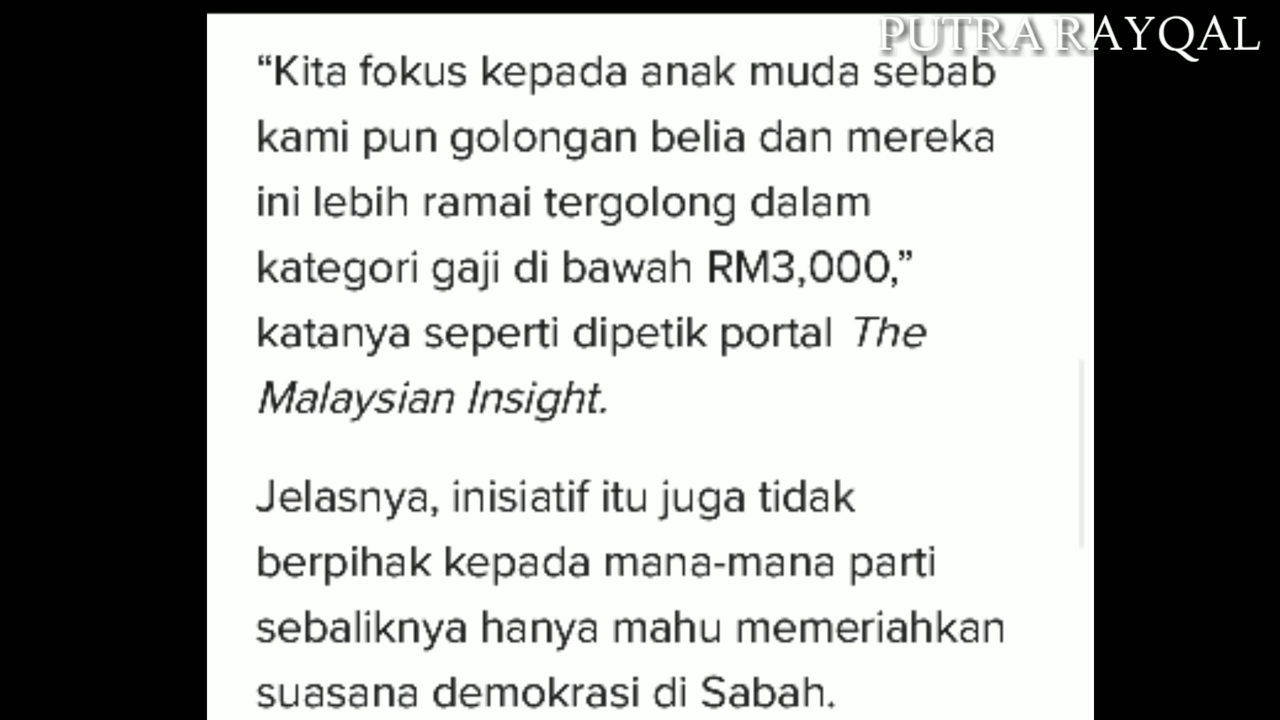 PUTRA RAYQAL
“Kita fokus kepada anak muda sebab
kami pun golongan belia dan mereka
ini lebih ramai tergolong dalam
kategori gaji di bawah RM3,000,”
katanya seperti dipetik portal The
Malaysian Insight.
Jelasnya, inisiatif itu juga tidak
berpihak kepada mana-mana parti
sebaliknya hanya mahu memeriahkan
suasana demokrasi di Sabah.